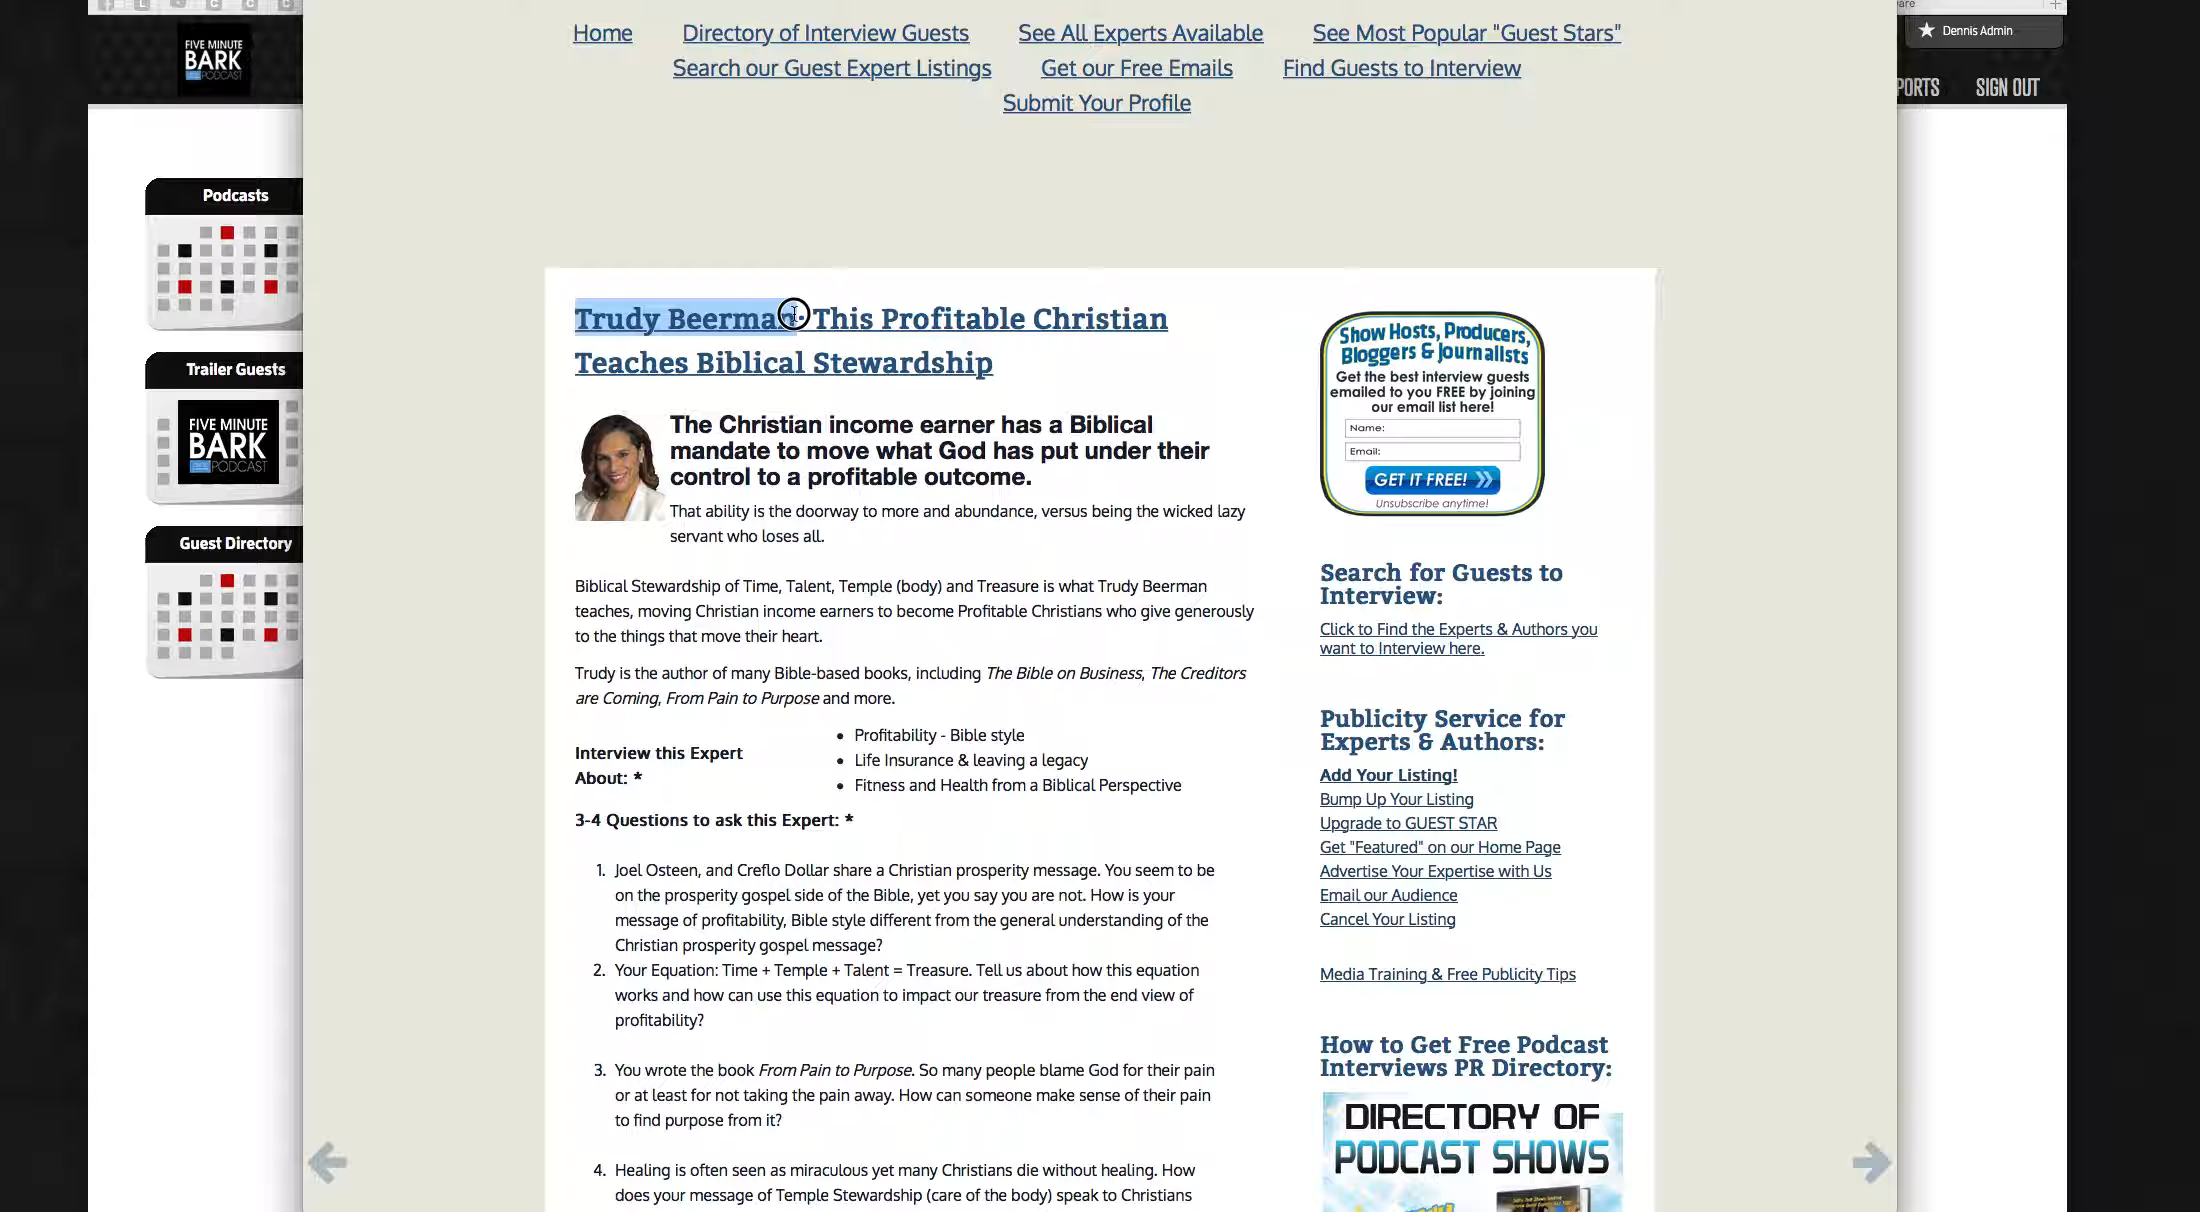 FIVE MINUTE
BARK
PODCAST
Home Directory of Interview Guests See All Experts Available See Most Popular "Guest Stars"
Search our Guest Expert Listings Get our Free Emails Find Guests to Interview
Submit Your Profile
Dennis Admin
PORTS SIGN OUT
Podcasts
Trailer Guests
FIVE MINUTE
BARK
PODCAST
Guest Directory
Trudy Beerman: This Profitable Christian
Teaches Biblical Stewardship
The Christian income earner has a Biblical
mandate to move what God has put under their
control to a profitable outcome.
That ability is the doorway to more and abundance, versus being the wicked lazy
servant who loses all.
Biblical Stewardship of Time, Talent, Temple (body) and Treasure is what Trudy Beerman
teaches, moving Christian income earners to become Profitable Christians who give generously
to the things that move their heart.
Trudy is the author of many Bible-based books, including The Bible on Business, The Creditors
are Coming, From Pain to Purpose and more.
Interview this Expert
About: *
• Profitability - Bible style
• Life Insurance & leaving a legacy
• Fitness and Health from a Biblical Perspective
3-4 Questions to ask this Expert: *
1. Joel Osteen, and Creflo Dollar share a Christian prosperity message. You seem to be
on the prosperity gospel side of the Bible, yet you say you are not. How is your
message of profitability, Bible style different from the general understanding of the
Christian prosperity gospel message?
2. Your Equation: Time + Temple + Talent = Treasure. Tell us about how this equation
works and how can use this equation to impact our treasure from the end view of
profitability?
3. You wrote the book From Pain to Purpose. So many people blame God for their pain
or at least for not taking the pain away. How can someone make sense of their pain
to find purpose from it?
4. Healing is often seen as miraculous yet many Christians die without healing. How
does your message of Temple Stewardship (care of the body) speak to Christians
Show Hosts, Producers,
Bloggers & Journalists
Get the best interview guests
emailed to you FREE by joining
our email list here!
Name:
Email:
GET IT FREE!
Unsubscribe anytime!
Search for Guests to
Interview:
Click to Find the Experts & Authors you
want to Interview here.
Publicity Service for
Experts & Authors:
Add Your Listing!
Bump Up Your Listing
Upgrade to GUEST STAR
Get "Featured" on our Home Page
Advertise Your Expertise with Us
Email our Audience
Cancel Your Listing
Media Training & Free Publicity Tips
How to Get Free Podcast
Interviews PR Directory:
DIRECTORY OF
PODCAST SHOWS